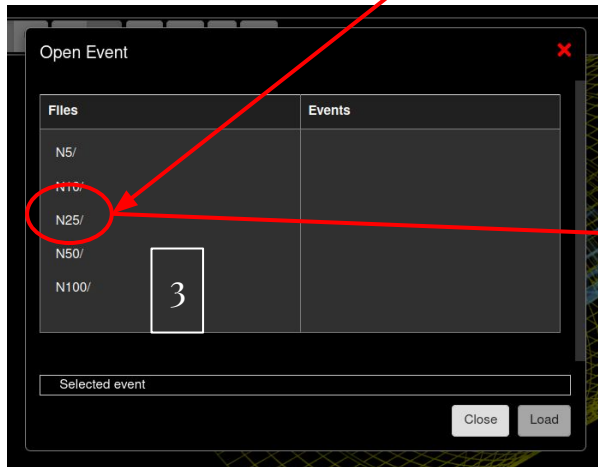 Open Event
Files Events
N5/
N10/
N25/
N50/
N100/
3
Selected event
Close Load